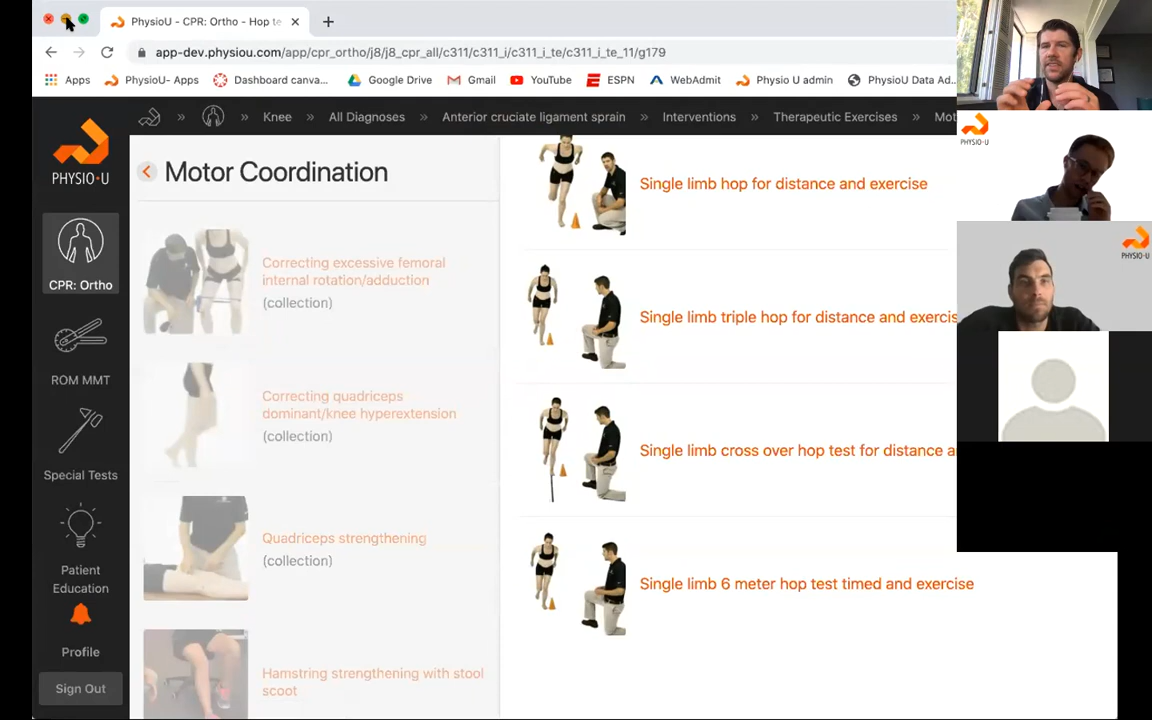 PhysioU - CPR: Ortho - Hop te
app-dev.physiou.com/app/cpr_ortho/j8/j8_cpr_all/c311/c311_i/c311_i_te/c311_i_te_11/g179
Apps
PhysioU- Apps
Dashboard canva...
Google Drive
Gmail
YouTube
ESPN
WebAdmit
Physio U admin
PhysioU Data Ad..
» Knee » All Diagnoses » Anterior cruciate ligament sprain » Interventions » Therapeutic Exercises » Mot
PHYSIO·U
CPR: Ortho
ROM MMT
Special Tests
Patient
Education
Profile
Sign Out
Motor Coordination
Correcting excessive femoral
internal rotation/adduction
(collection)
Correcting quadriceps
dominant/knee hyperextension
(collection)
Quadriceps strengthening
(collection)
Hamstring strengthening with stool
scoot
Single limb hop for distance and exercise
Single limb triple hop for distance and exercis
Single limb cross over hop test for distance a
Single limb 6 meter hop test timed and exercise
PHYSIO·U
PHYSIO·U